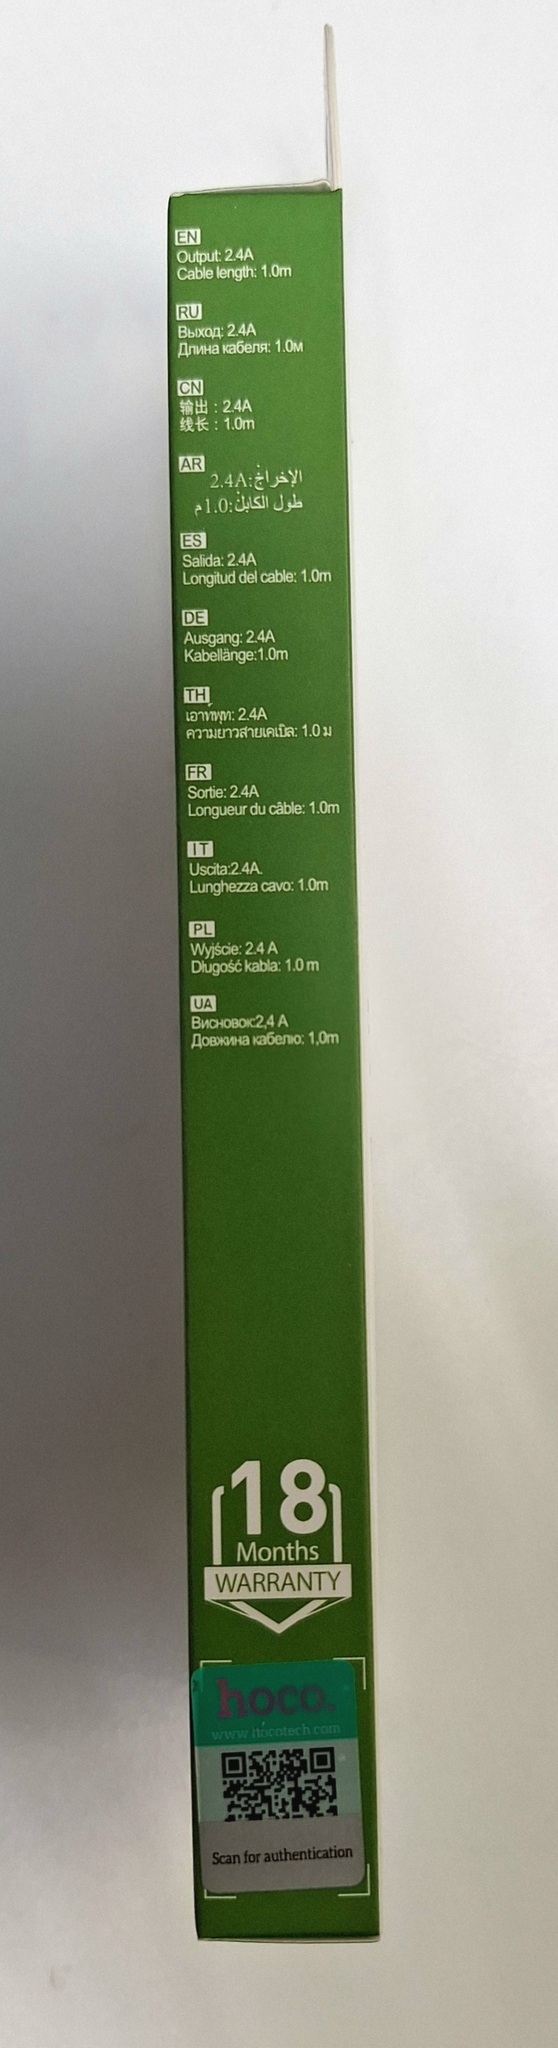 EN
Output: 2.4A
Cable length: 1.0m
RU
Выход: 2.4A
Длина кабеля: 1.0м
CN
输出：2.4A
线长：1.0m
AR
الإخراج:2.4A
طول الكابل:1.0م
ES
Salida: 2.4A
Longitud del cable: 1.0m
DE
Ausgang: 2.4A
Kabellänge:1.0m
TH
เอาท์พุท: 2.4A
ความยาวสายเคเบิล: 1.0 ม
FR
Sortie: 2.4A
Longueur du câble: 1.0m
IT
Uscita:2.4A.
Lunghezza cavo: 1.0m
PL
Wyjście: 2.4 A
Długość kabla: 1.0 m
UA
Висновок:2,4 A
Довжина кабелю: 1,0m
18
Months
WARRANTY
hoco.
www.hocotech.com
Scan for authentication